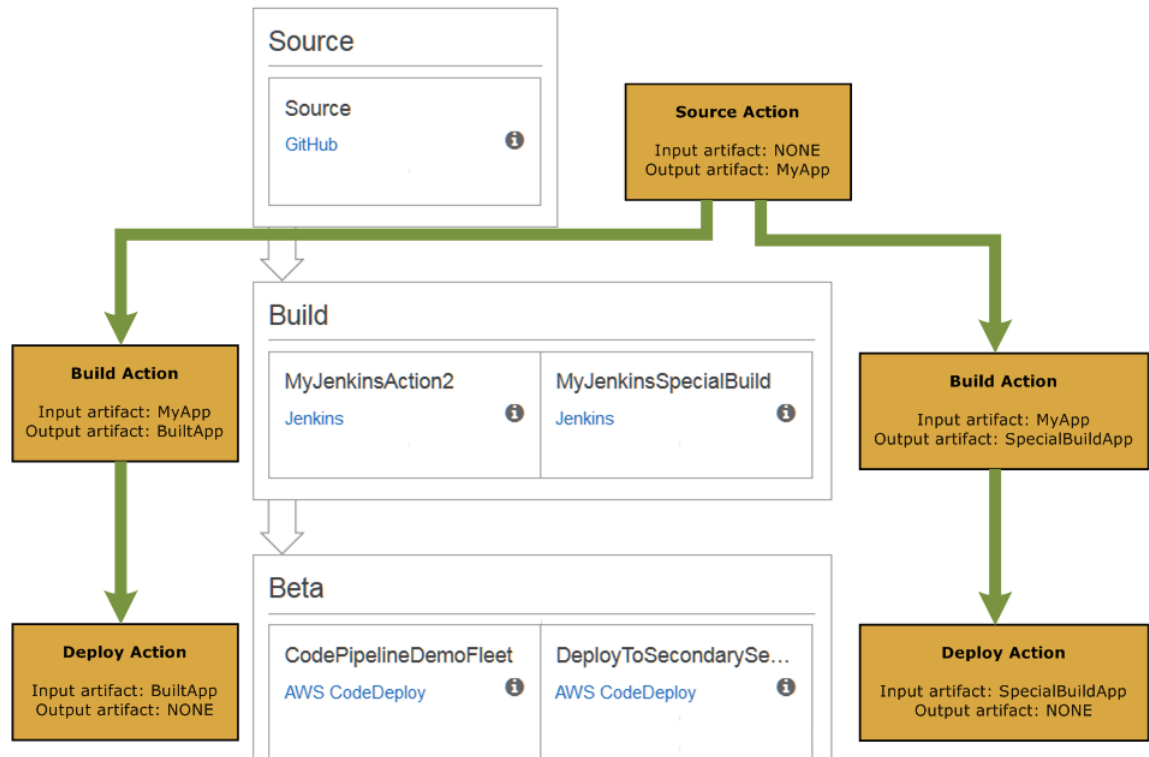 Source
Source
GitHub
Source Action
Input artifact: NONE
Output artifact: MyApp
Build
MyJenkinsAction2
Jenkins
MyJenkinsSpecialBuild
Jenkins
Build Action
Input artifact: MyApp
Output artifact: BuiltApp
Build Action
Input artifact: MyApp
Output artifact: SpecialBuildApp
Beta
CodePipelineDemoFleet
AWS CodeDeploy
DeployToSecondarySe...
AWS CodeDeploy
Deploy Action
Input artifact: BuiltApp
Output artifact: NONE
Deploy Action
Input artifact: SpecialBuildApp
Output artifact: NONE